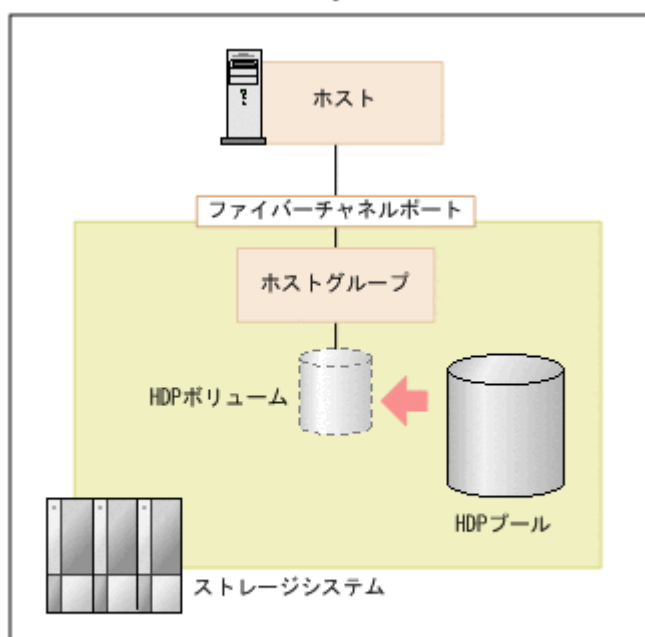 ホスト
ファイバーチャネルポート
ホストグループ
HDPボリューム
HDPプール
ストレージシステム